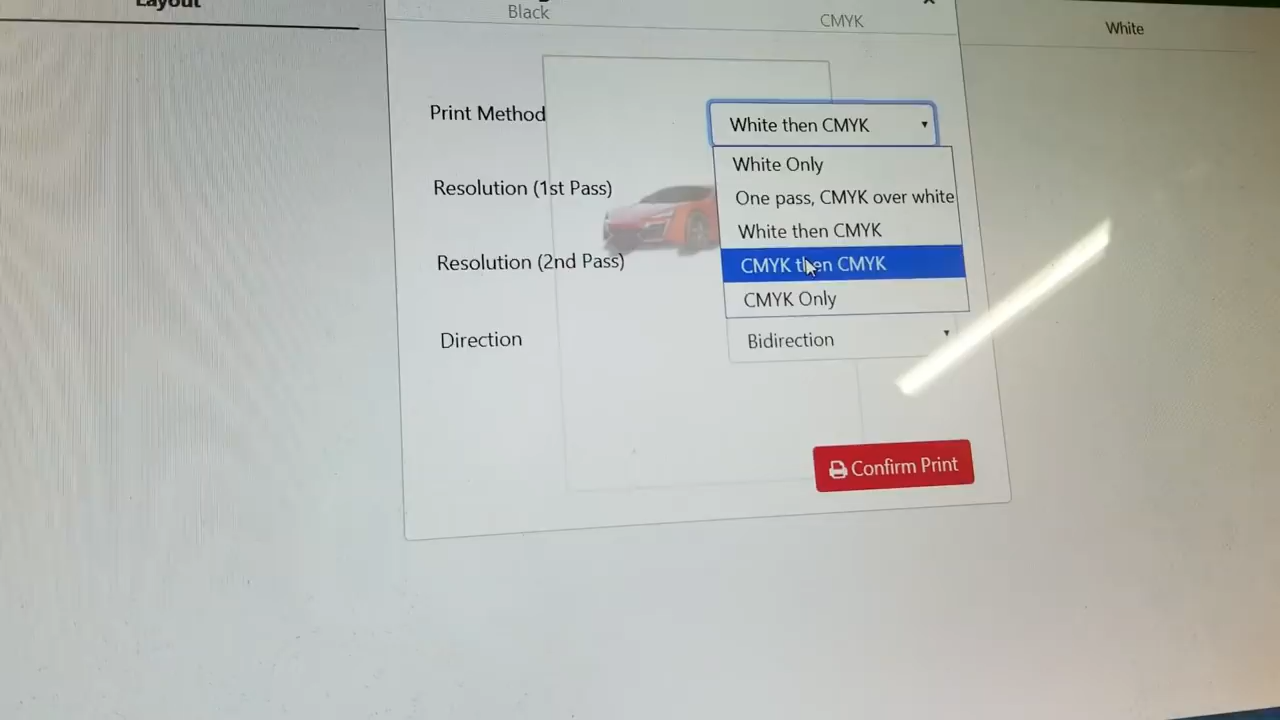 Layout
Black
CMYK
White
Print Method
White then CMYK
White Only
One pass, CMYK over white
White then CMYK
CMYK then CMYK
CMYK Only
Resolution (1st Pass)
Resolution (2nd Pass)
Direction
Bidirection
Confirm Print